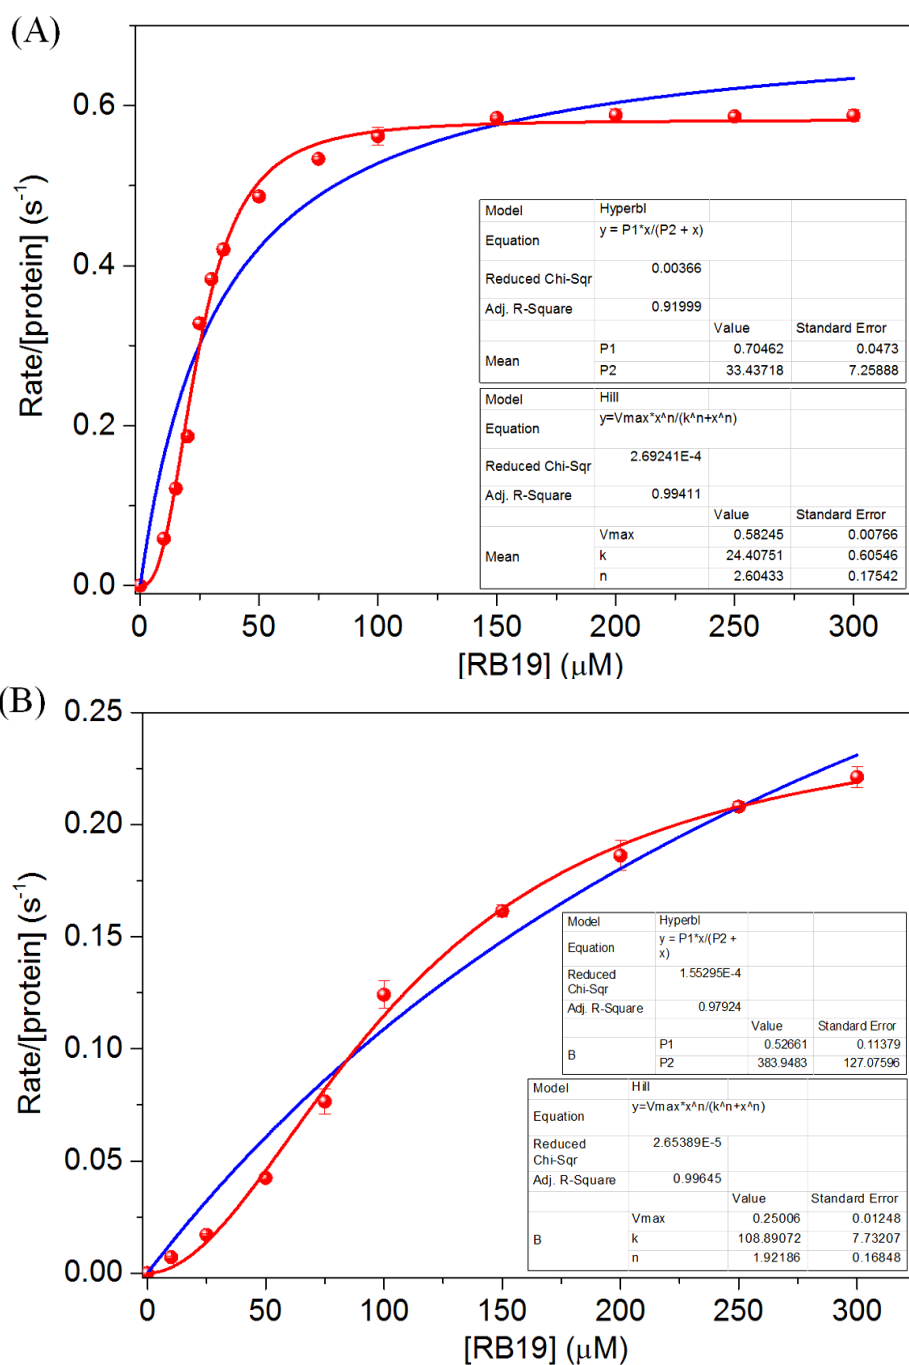 (A)
0.6
0.4
0.2
0.0
Rate/[protein] (s⁻¹)
Model Hyperbl
Equation y = P1*x/(P2 + x)
Reduced Chi-Sqr 0.00366
Adj. R-Square 0.91999
Value Standard Error
Mean P1 0.70462 0.0473
P2 33.43718 7.25888
Model Hill
Equation y=Vmax*x^n/(k^n+x^n)
Reduced Chi-Sqr 2.69241E-4
Adj. R-Square 0.99411
Value Standard Error
Mean Vmax 0.58245 0.00766
k 24.40751 0.60546
n 2.60433 0.17542
0 50 100 150 200 250 300
[RB19] (μM)
(B)
0.25
0.20
0.15
0.10
0.05
0.00
Rate/[protein] (s⁻¹)
Model Hyperbl
Equation y = P1*x/(P2 +
x)
Reduced 1.55295E-4
Chi-Sqr
Adj. R-Square 0.97924
Value Standard Error
B P1 0.52661 0.11379
P2 383.9483 127.07596
Model Hill
Equation y=Vmax*x^n/(k^n+x^n)
Reduced 2.65389E-5
Chi-Sqr
Adj. R-Square 0.99645
Value Standard Error
B Vmax 0.25006 0.01248
k 108.89072 7.73207
n 1.92186 0.16848
0 50 100 150 200 250 300
[RB19] (μM)